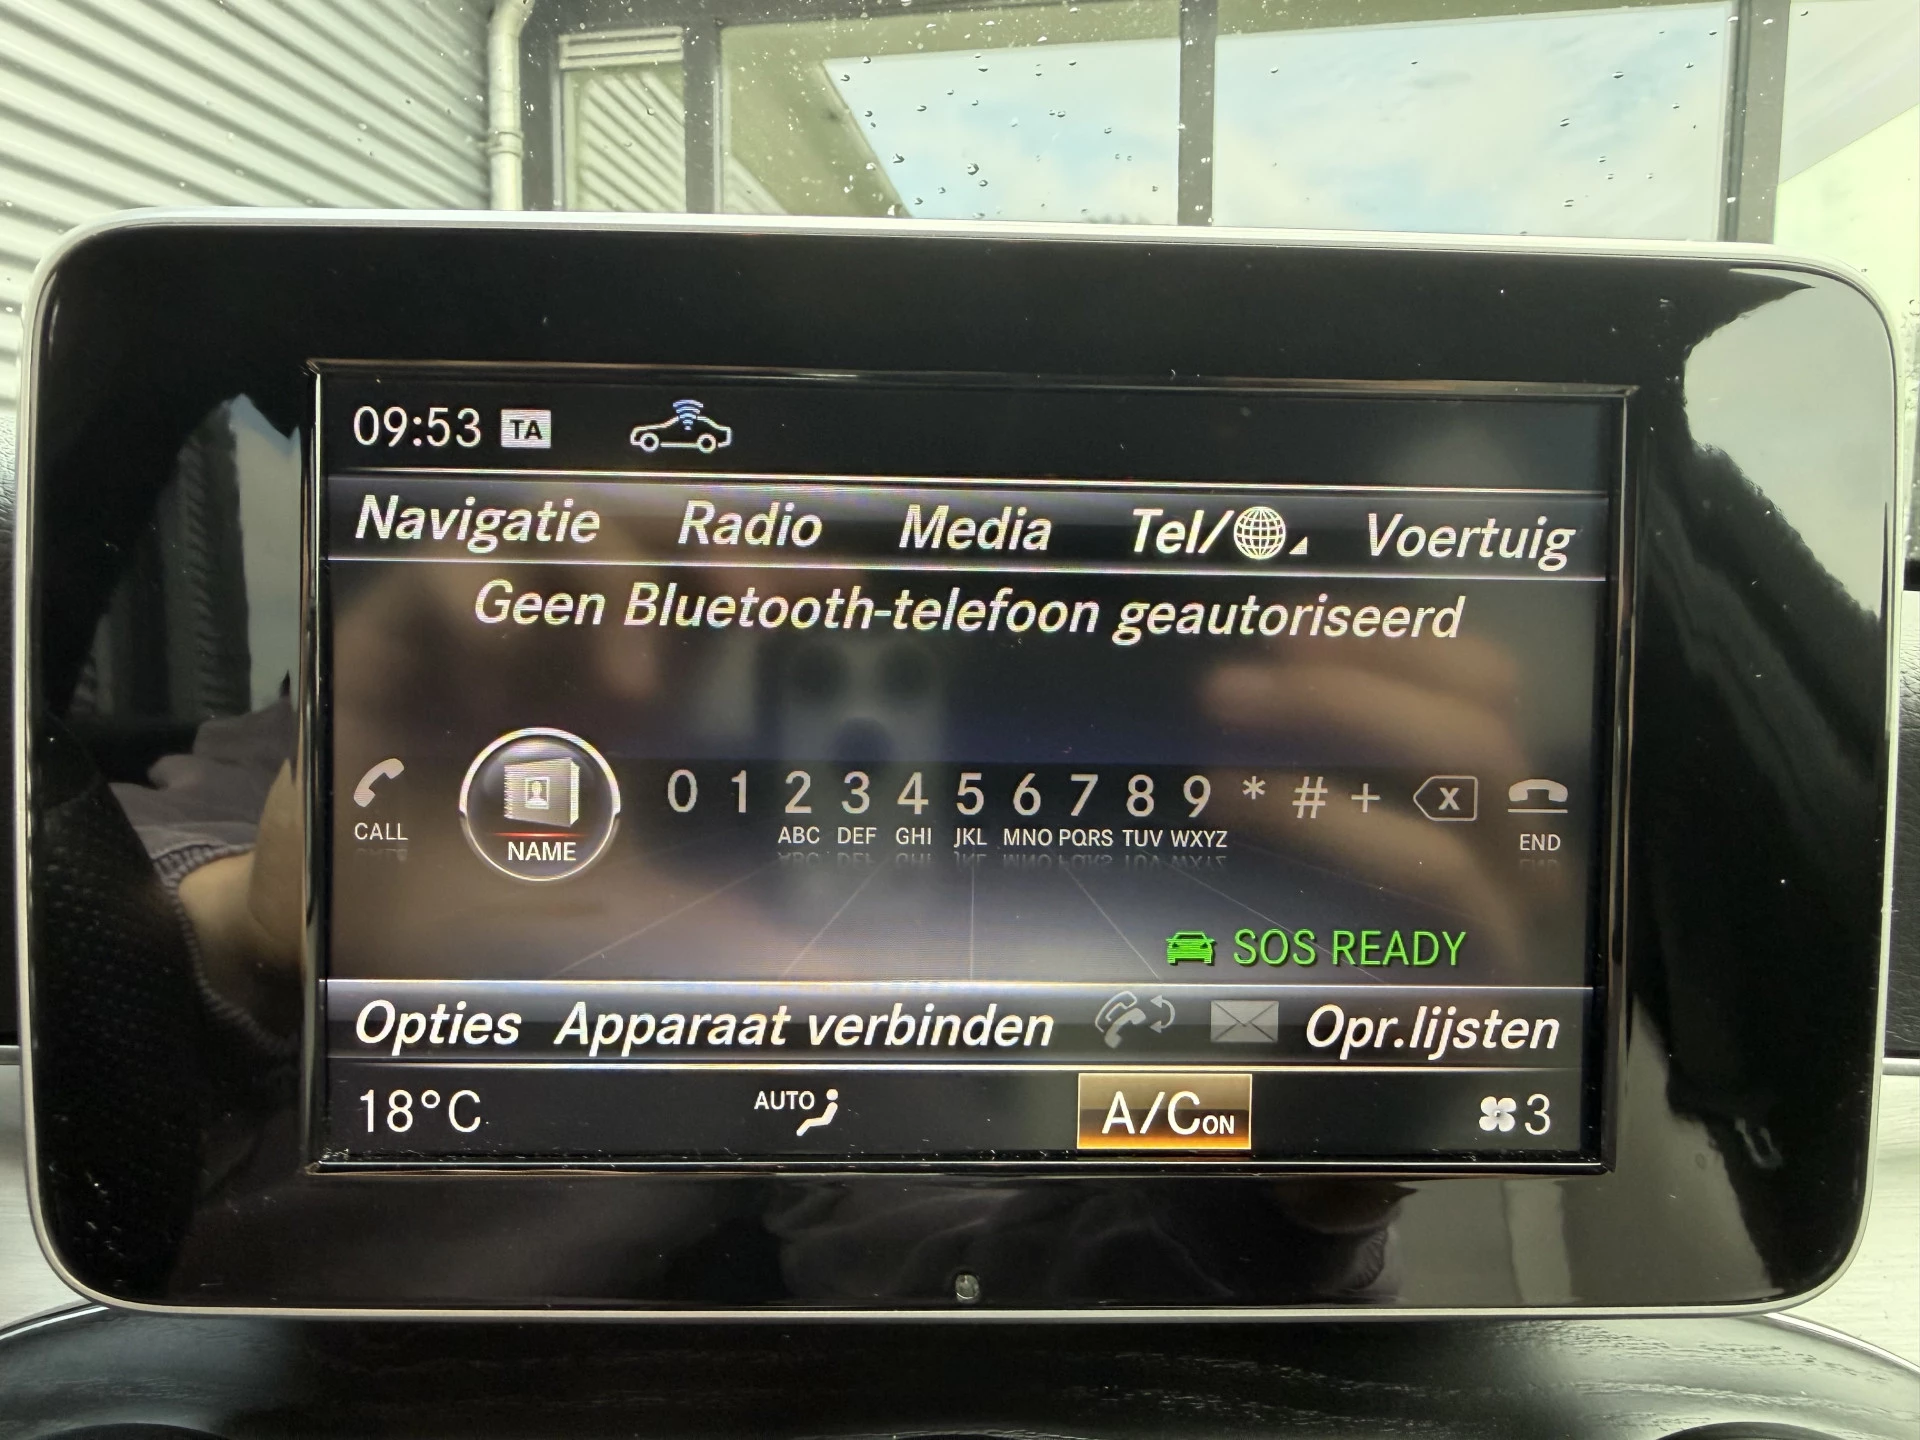 09:53 TA
Navigatie Radio Media Tel/ Voertuig
Geen Bluetooth-telefoon geautoriseerd
0 1 2 3 4 5 6 7 8 9 * # + x
CALL NAME ABC DEF GHI JKL MNO PQRS TUV WXYZ END
SOS READY
Opties Apparaat verbinden Opr.lijsten
18°C AUTO A/C ON 3